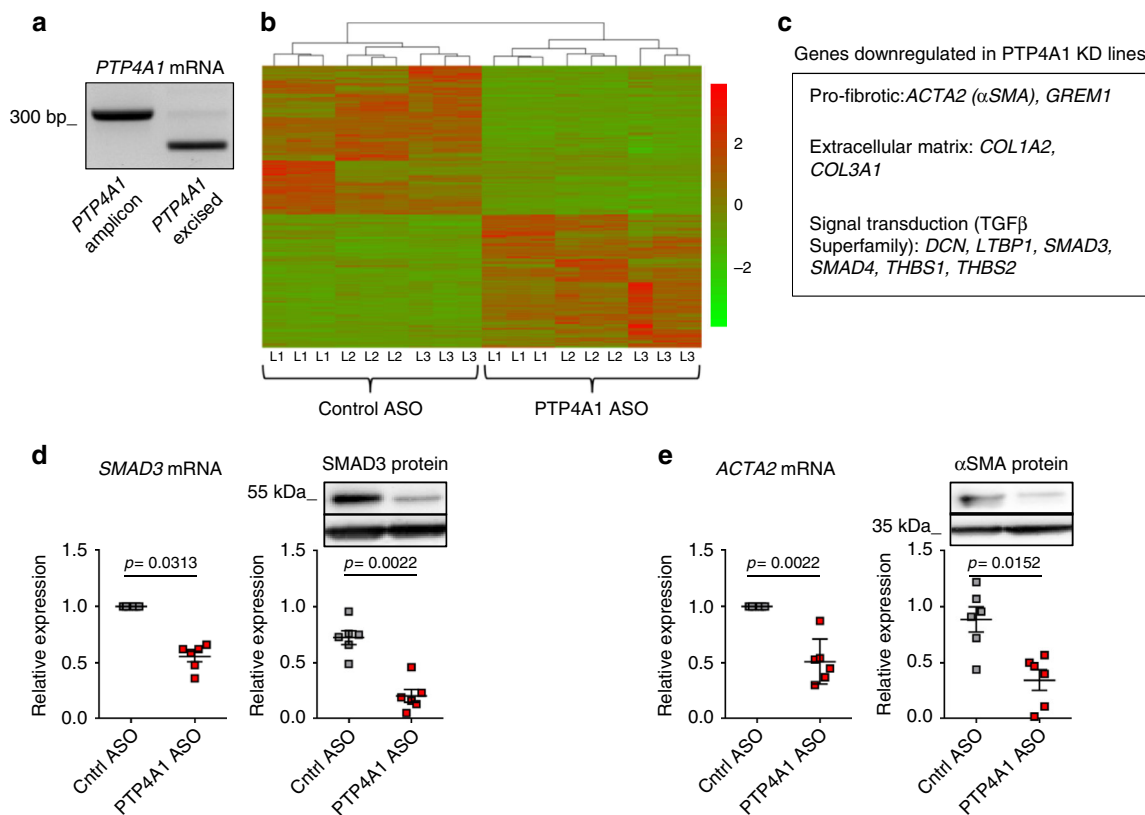 a
PTP4A1 mRNA
300 bp_
PTP4A1
amplicon
PTP4A1
excised
b
2
0
−2
L1 L1 L1 L2 L2 L2 L3 L3 L3 L1 L1 L1 L2 L2 L2 L3 L3 L3
Control ASO
PTP4A1 ASO
c
Genes downregulated in PTP4A1 KD lines
Pro-fibrotic:ACTA2 (αSMA), GREM1
Extracellular matrix: COL1A2,
COL3A1
Signal transduction (TGFβ
Superfamily): DCN, LTBP1, SMAD3,
SMAD4, THBS1, THBS2
d
SMAD3 mRNA
1.5
1.0
0.5
0.0
Relative expression
p= 0.0313
Cntrl ASO
PTP4A1 ASO
SMAD3 protein
55 kDa_
1.5
1.0
0.5
0.0
Relative expression
p= 0.0022
Cntrl ASO
PTP4A1 ASO
e
ACTA2 mRNA
1.5
1.0
0.5
0.0
Relative expression
p= 0.0022
Cntrl ASO
PTP4A1 ASO
αSMA protein
35 kDa_
1.5
1.0
0.5
0.0
Relative expression
p= 0.0152
Cntrl ASO
PTP4A1 ASO